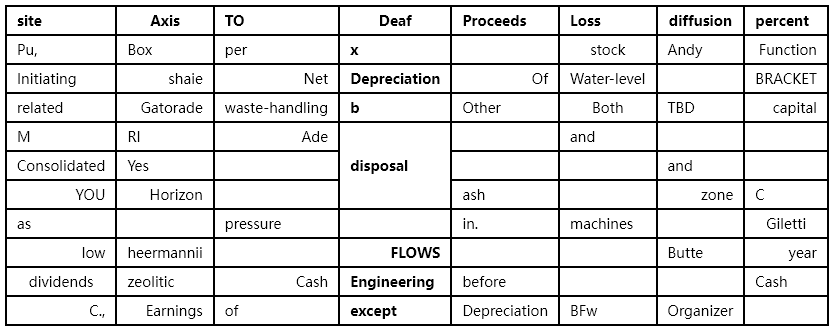 site Axis TO Deaf Proceeds Loss diffusion percent
Pu, Box per x stock Andy Function
Initiating shaie Net Depreciation Of Water-level BRACKET
related Gatorade waste-handling b Other Both TBD capital
M RI Ade and
Consolidated Yes disposal and
YOU Horizon ash zone C
as pressure in. machines Giletti
low heermannii FLOWS Butte year
dividends zeolitic Cash Engineering before Cash
C., Earnings of except Depreciation BFw Organizer